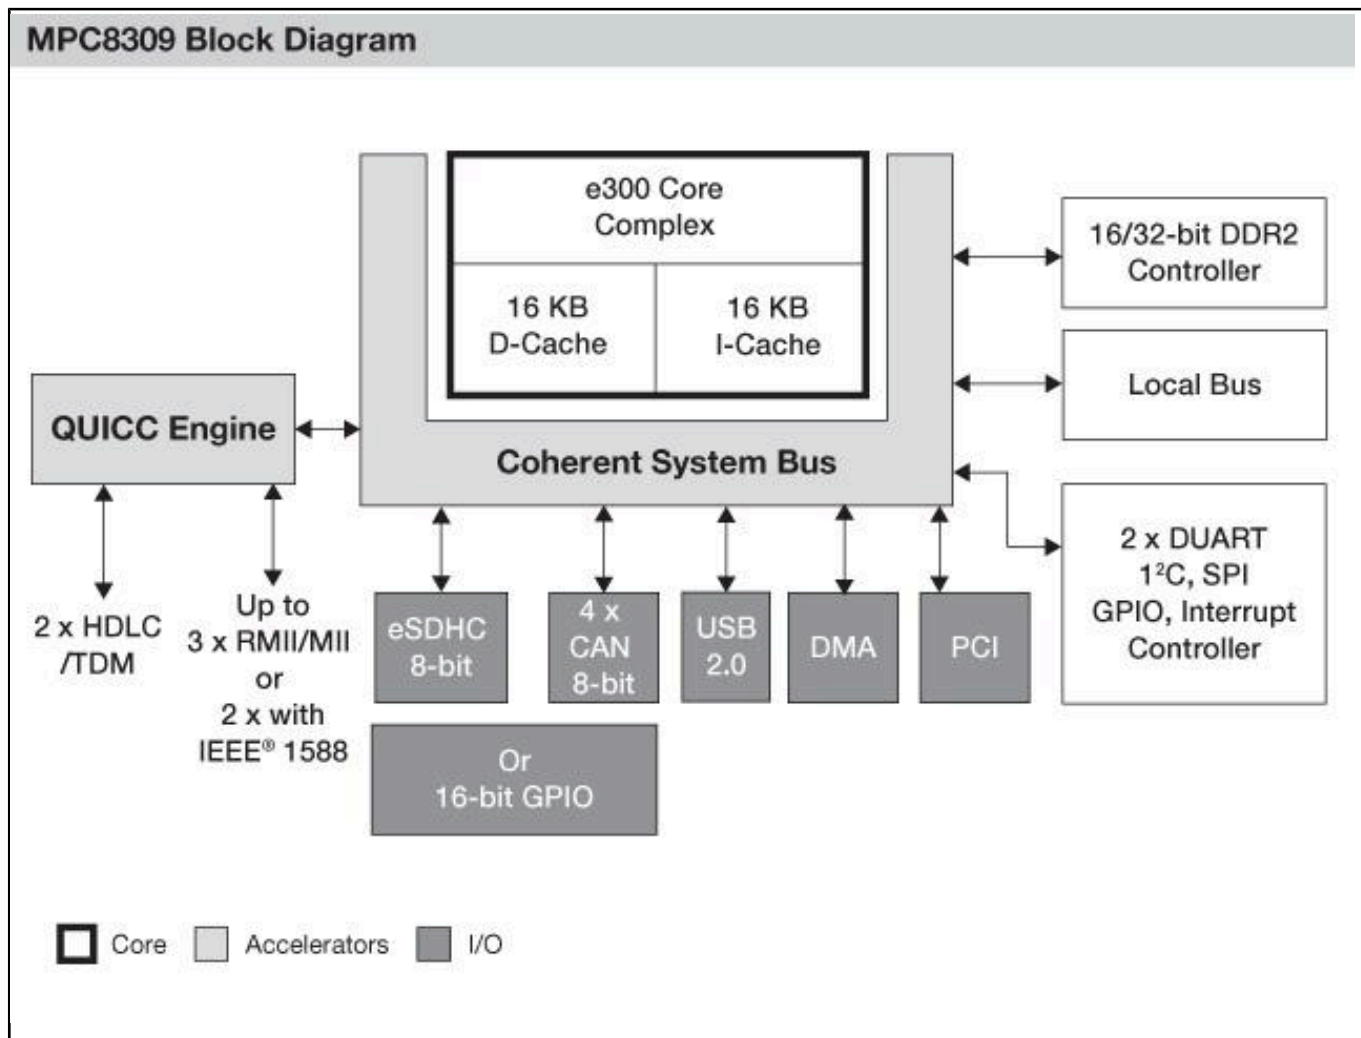 MPC8309 Block Diagram
e300 Core
Complex
16 KB
D-Cache
16 KB
I-Cache
16/32-bit DDR2
Controller
Local Bus
QUICC Engine
Coherent System Bus
2 x DUART
1²C, SPI
GPIO, Interrupt
Controller
2 x HDLC
/TDM
Up to
3 x RMII/MII
or
2 x with
IEEE® 1588
eSDHC
8-bit
4 x
CAN
8-bit
USB
2.0
DMA
PCI
Or
16-bit GPIO
Core
Accelerators
I/O